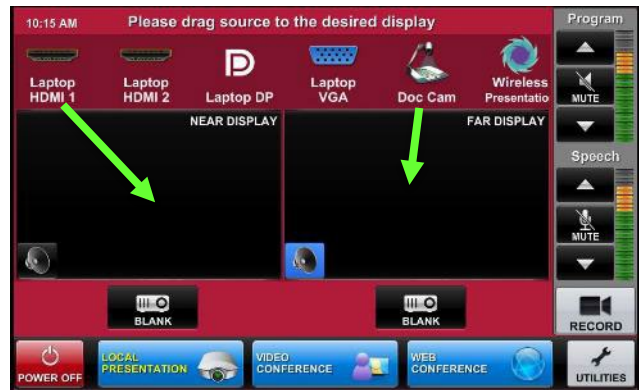 10:15 AM
Please drag source to the desired display
Program
Laptop
HDMI 1
Laptop
HDMI 2
Laptop DP
Laptop
VGA
Doc Cam
Wireless
Presentatio
MUTE
NEAR DISPLAY
FAR DISPLAY
Speech
MUTE
BLANK
BLANK
RECORD
POWER OFF
LOCAL
PRESENTATION
VIDEO
CONFERENCE
WEB
CONFERENCE
UTILITIES